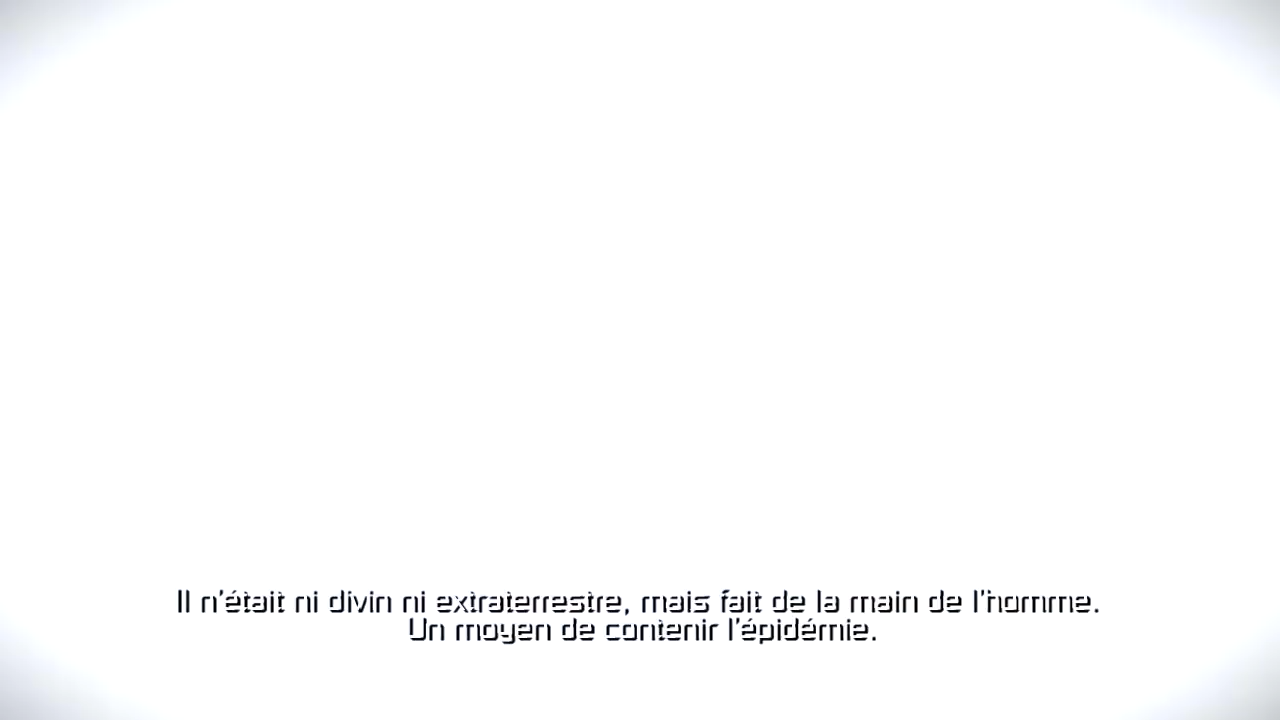 Il n'était ni divin ni extraterrestre, mais fait de la main de l'homme.
Un moyen de contenir l'épidémie.